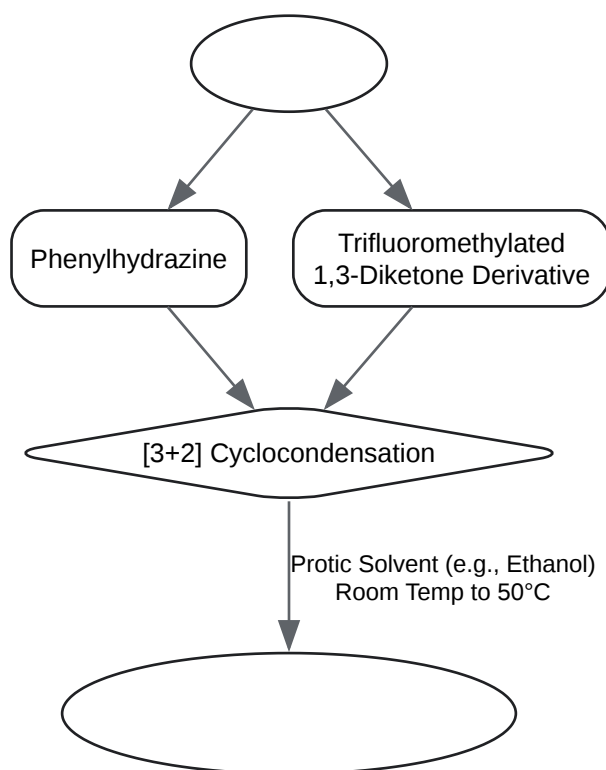 Phenylhydrazine
Trifluoromethylated
1,3-Diketone Derivative
[3+2] Cyclocondensation
Protic Solvent (e.g., Ethanol)
Room Temp to 50°C